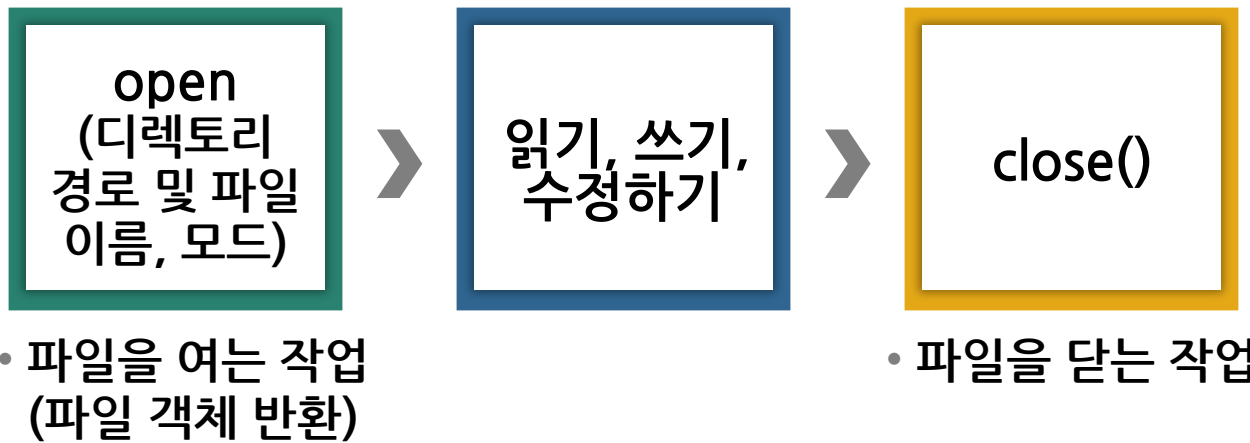 open
(디렉토리
경로 및 파일
이름, 모드)
읽기, 쓰기,
수정하기
close()
• 파일을 여는 작업
(파일 객체 반환)
• 파일을 닫는 작업